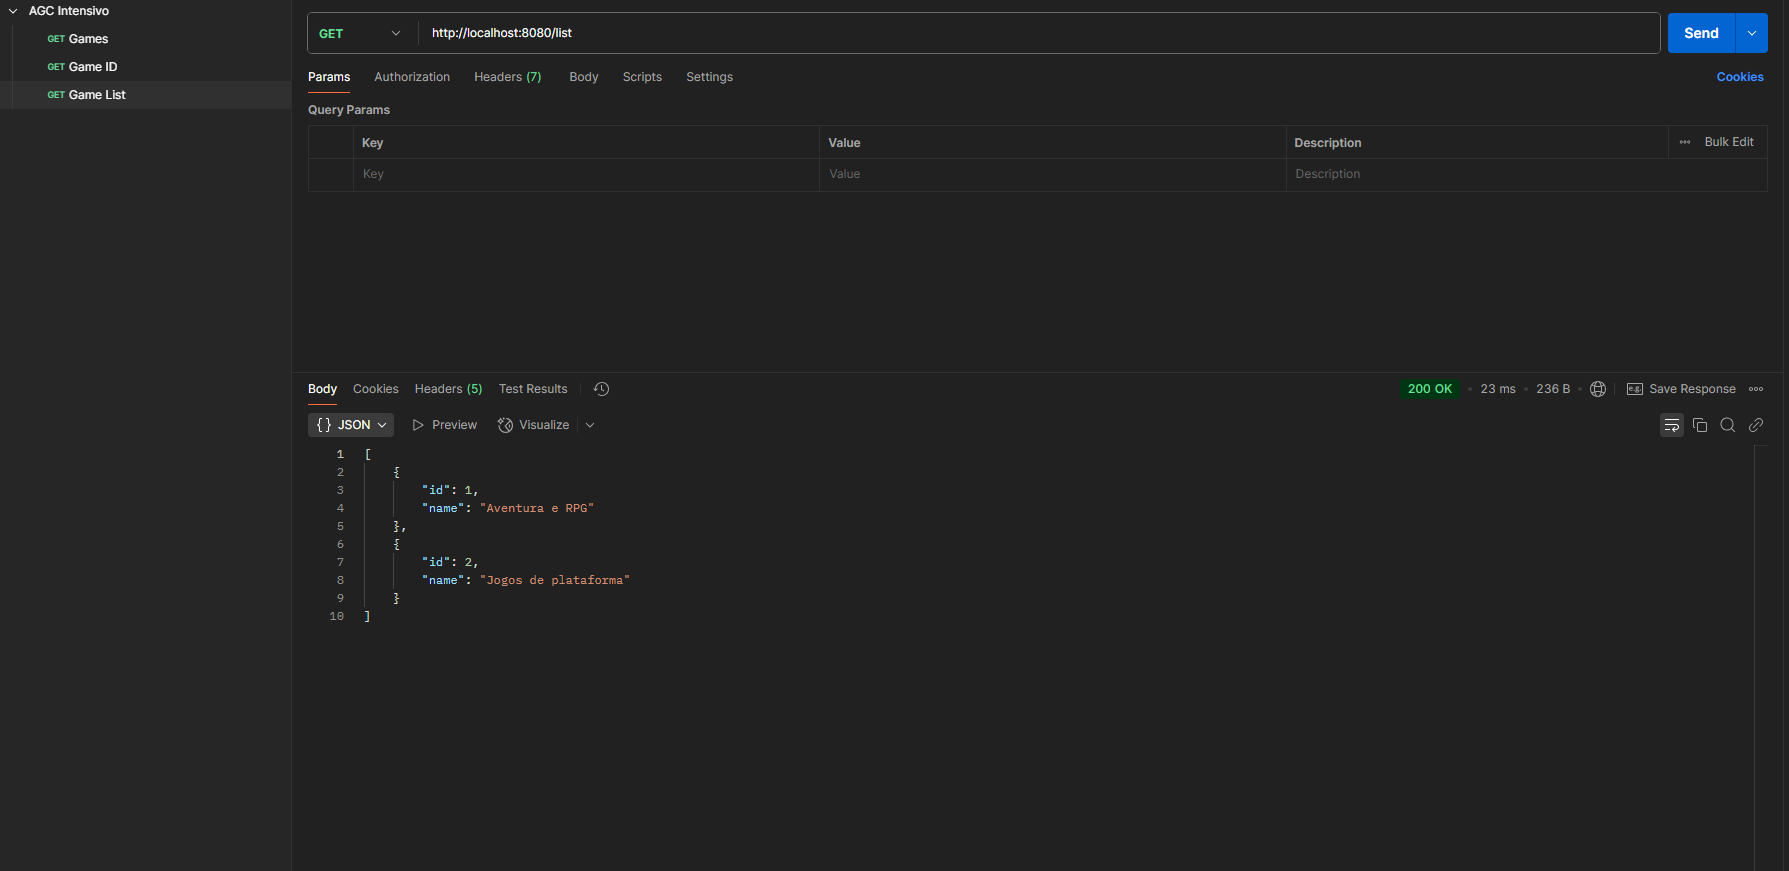 AGC Intensivo
GET Games
GET Game ID
GET Game List
GET http://localhost:8080/list Send
Params Authorization Headers (7) Body Scripts Settings Cookies
Query Params
Key Value Description Bulk Edit
Key Value Description
Body Cookies Headers (5) Test Results 200 OK 23 ms 236 B e.g. Save Response
{} JSON Preview Visualize
1 [
2 {
3 "id": 1,
4 "name": "Aventura e RPG"
5 },
6 {
7 "id": 2,
8 "name": "Jogos de plataforma"
9 }
10 ]